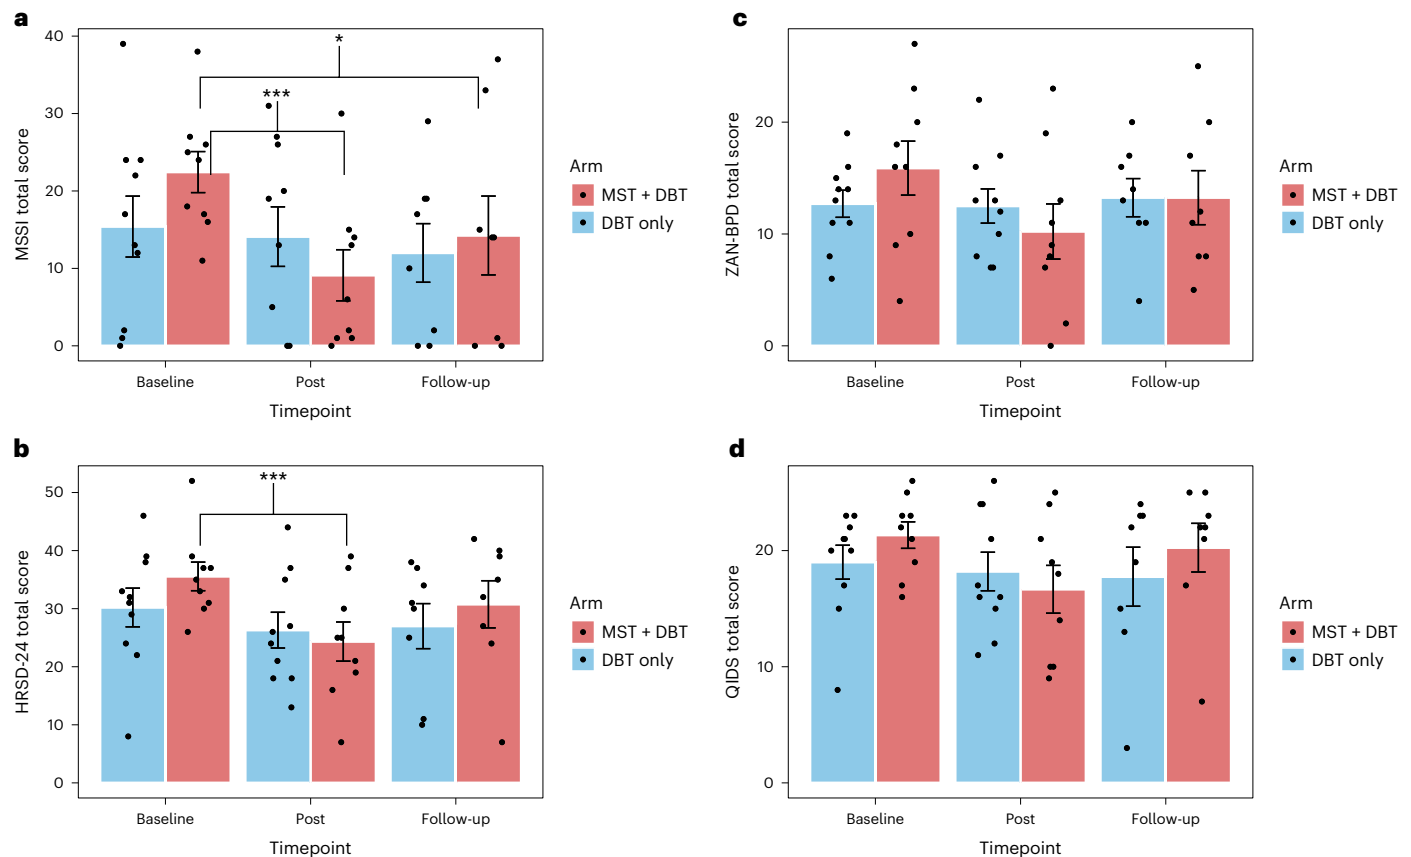 a
MSSI total score
40
30
20
10
0
*
***
Baseline
Post
Follow-up
Timepoint
Arm
MST + DBT
DBT only
c
ZAN-BPD total score
20
10
0
Baseline
Post
Follow-up
Timepoint
Arm
MST + DBT
DBT only
b
HRSD-24 total score
50
40
30
20
10
0
***
Baseline
Post
Follow-up
Timepoint
Arm
MST + DBT
DBT only
d
QIDS total score
20
10
0
Baseline
Post
Follow-up
Timepoint
Arm
MST + DBT
DBT only